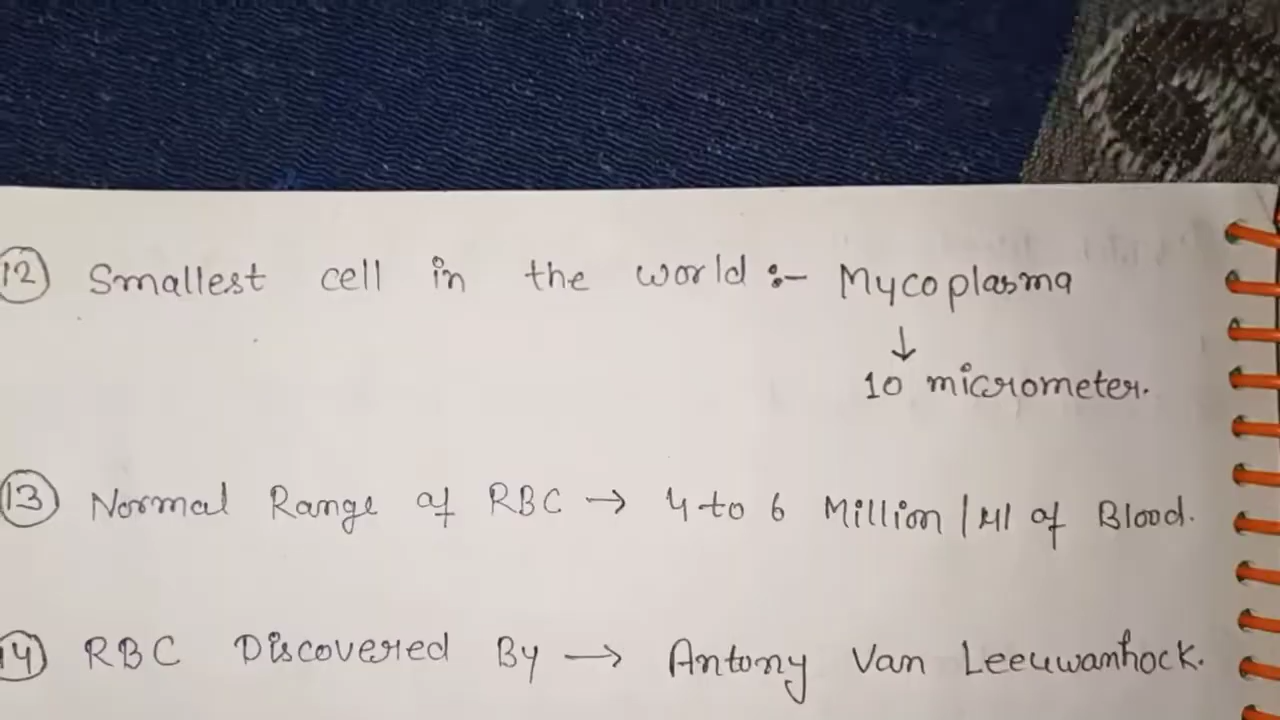 12 Smallest cell in the world :- Mycoplasma
↓
10 micrometer.
13 Normal Range of RBC → 4 to 6 Million / μl of Blood.
14 RBC Discovered By → Antony Van Leeuwanhock.